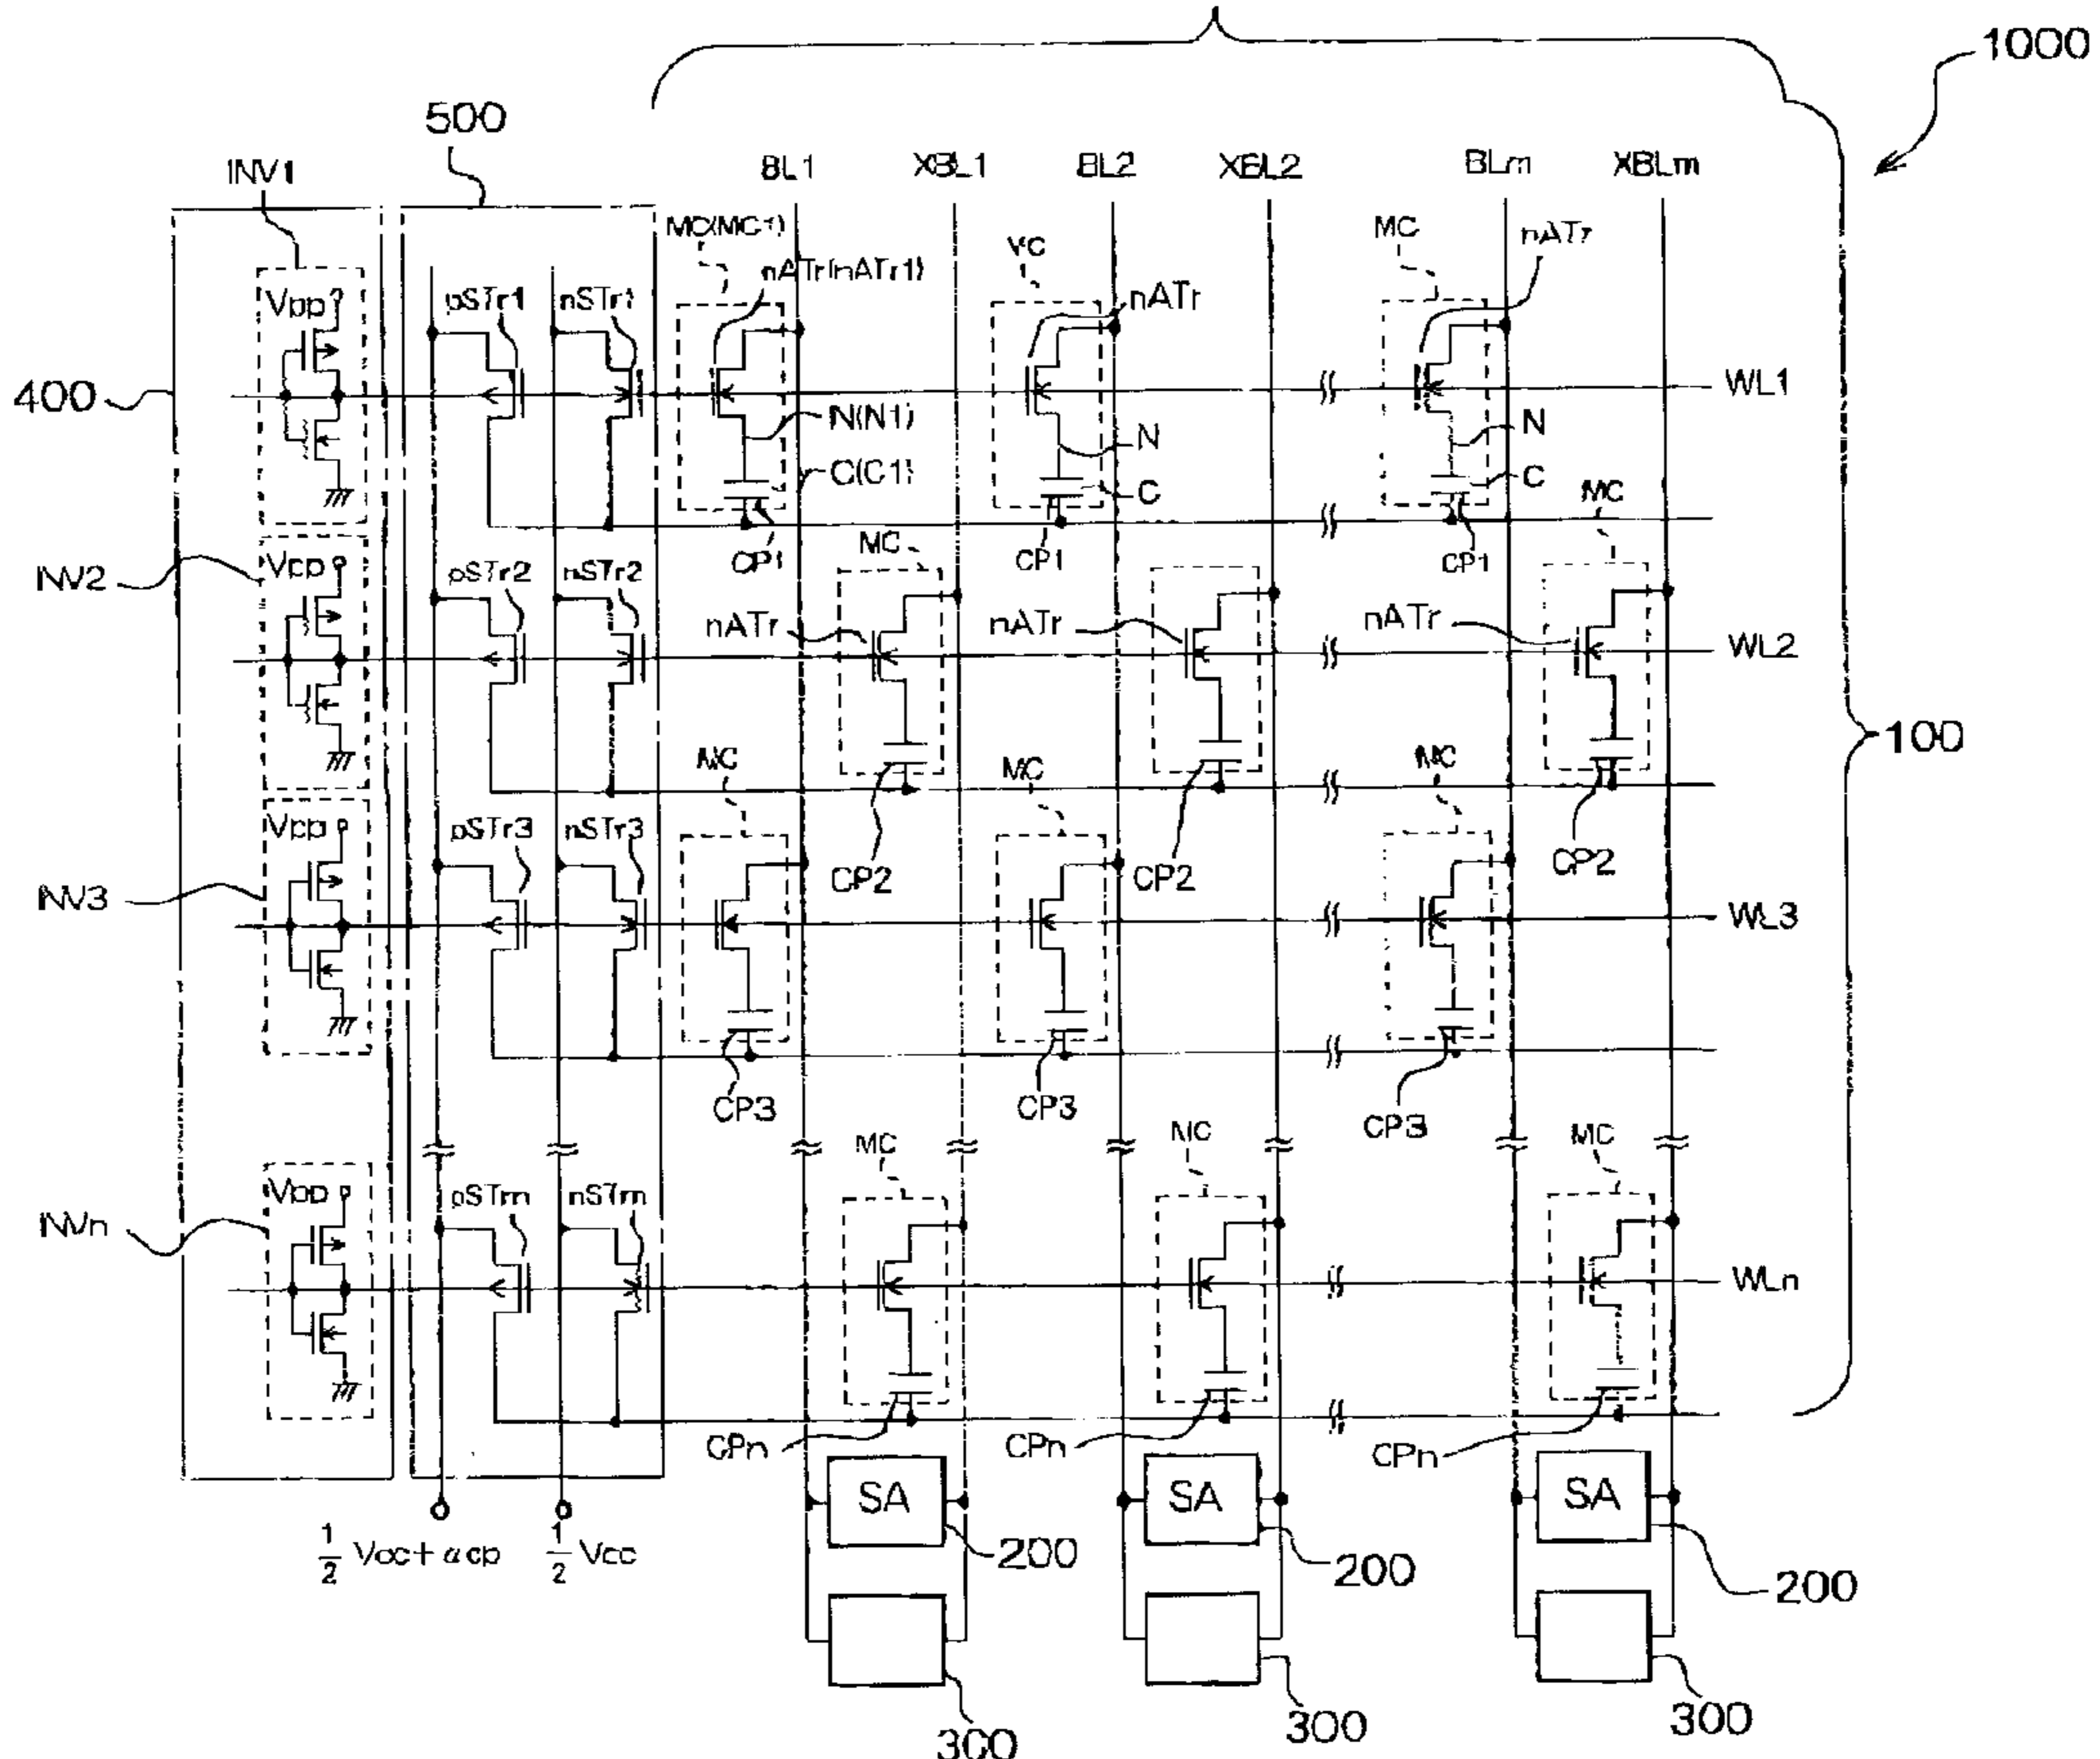 1000
500
INV1
BL1
XBL1
BL2
XBL2
BLm
XBLm
MC(MC1)
MC
MC
nATr
nATr(nATr1)
Vpp
pSTr1
nSTr1
nATr
400
WL1
N(N1)
N
N
C(C1)
C
C
MC
CP1
CP1
CP1
MC
INV2
Vpp
pSTr2
nSTr2
nATr
nATr
nATr
WL2
100
MC
MC
MC
Vpp
pSTr3
nSTr3
CP2
CP2
CP2
INV3
WL3
CP3
CP3
CP3
MC
MC
MC
Vpp
pSTrn
nSTrn
INVn
WLn
CPn
CPn
CPn
SA
SA
SA
1/2 Vcc + αcp
1/2 Vcc
200
200
200
300
300
300